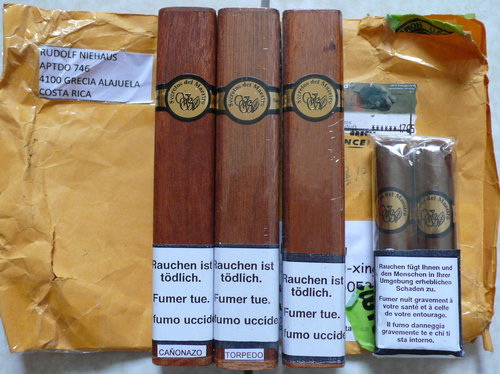 RUDOLF NIEHAUS
APTDO 746
4100 GRECIA ALAJUELA
COSTA RICA
Rauchen ist
tödlich.
Fumer tue.
fumo uccide
CAÑONAZO
Rauchen ist
tödlich.
Fumer tue.
fumo uccide
TORPEDO
Rauchen ist
tödlich.
Fumer tue.
fumo uccide
Rauchen fügt Ihnen und
den Menschen in Ihrer
Umgebung erheblichen
Schaden zu.
Fumer nuit gravement à
votre santé et à celle
de votre entourage.
Il fumo danneggia
gravemente te e chi ti
sta intorno.